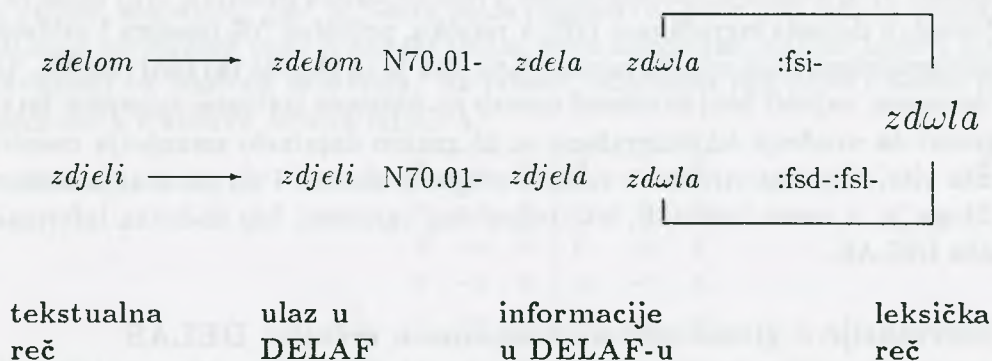 zdelom → zdelom N70.01- zdela zdωla :fsi-
zdωla
zdjeli → zdjeli N70.01- zdjela zdωla :fsd-:fsl-
tekstualna ulaz u informacije leksička
reč DELAF u DELAF-u reč